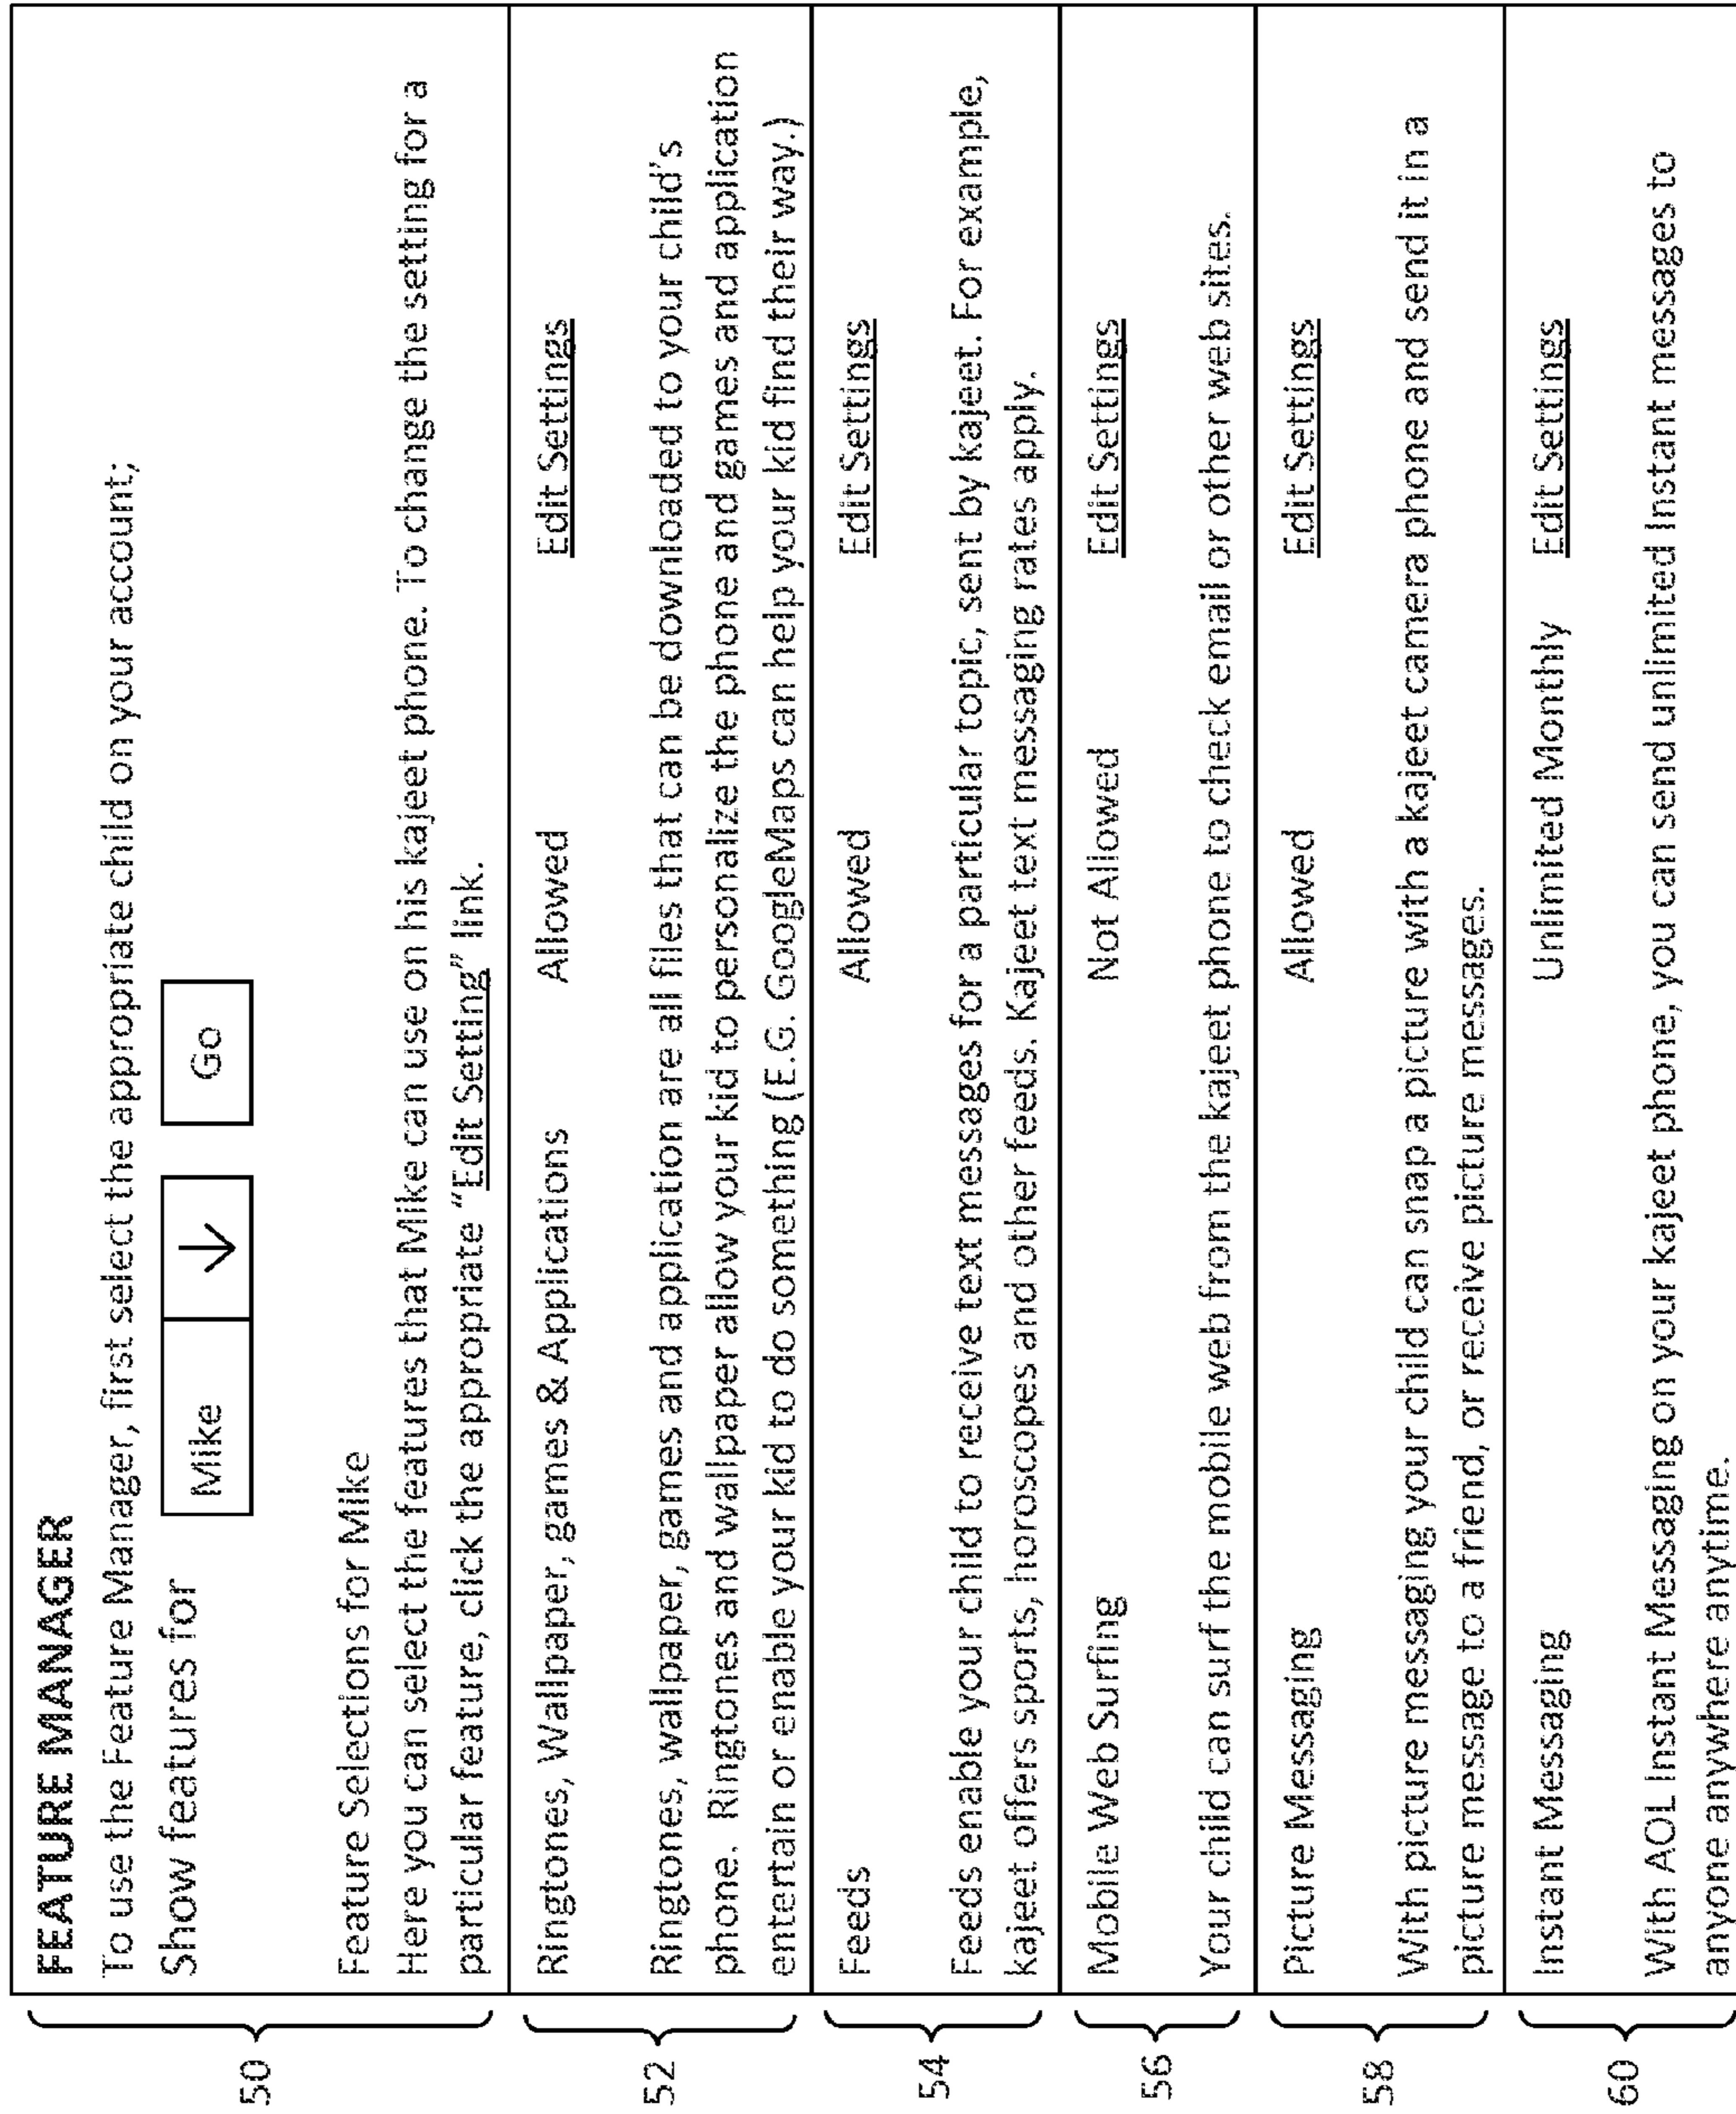 FEATURE MANAGER
To use the Feature Manager, first select the appropriate child on your account;
Show features for Mike ↓ Go
Feature Selections for Mike
Here you can select the features that Mike can use on his kajeet phone. To change the setting for a
particular feature, click the appropriate "Edit Setting" link.
50
Ringtones, Wallpaper, games & Applications Allowed Edit Settings
Ringtones, wallpaper, games and application are all files that can be downloaded to your child's
phone. Ringtones and wallpaper allow your kid to personalize the phone and games and application
entertain or enable your kid to do something (E.G. GoogleMaps can help your kid find their way.)
52
Feeds Allowed Edit Settings
Feeds enable your child to receive text messages for a particular topic, sent by kajeet. For example,
kajeet offers sports, horoscopes and other feeds. Kajeet text messaging rates apply.
54
Mobile Web Surfing Not Allowed Edit Settings
Your child can surf the mobile web from the kajeet phone to check email or other web sites.
56
Picture Messaging Allowed Edit Settings
With picture messaging your child can snap a picture with a kajeet camera phone and send it in a
picture message to a friend, or receive picture messages.
58
Instant Messaging Unlimited Monthly Edit Settings
With AOL Instant Messaging on your kajeet phone, you can send unlimited instant messages to
anyone anywhere anytime.
60